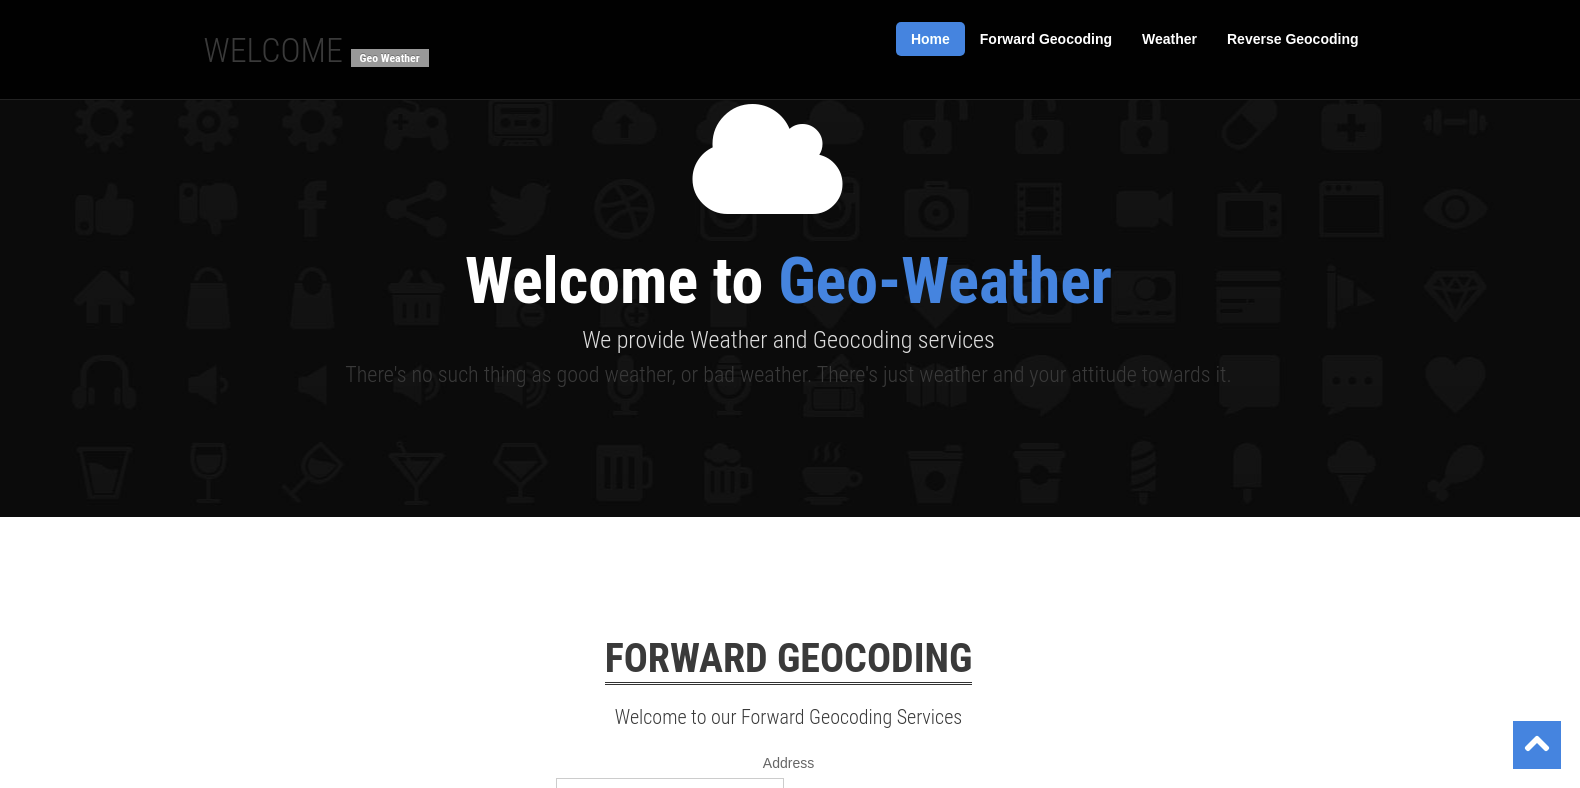 WELCOME Geo Weather
Home Forward Geocoding Weather Reverse Geocoding
Welcome to Geo-Weather
We provide Weather and Geocoding services
There's no such thing as good weather, or bad weather. There's just weather and your attitude towards it.
FORWARD GEOCODING
Welcome to our Forward Geocoding Services
Address